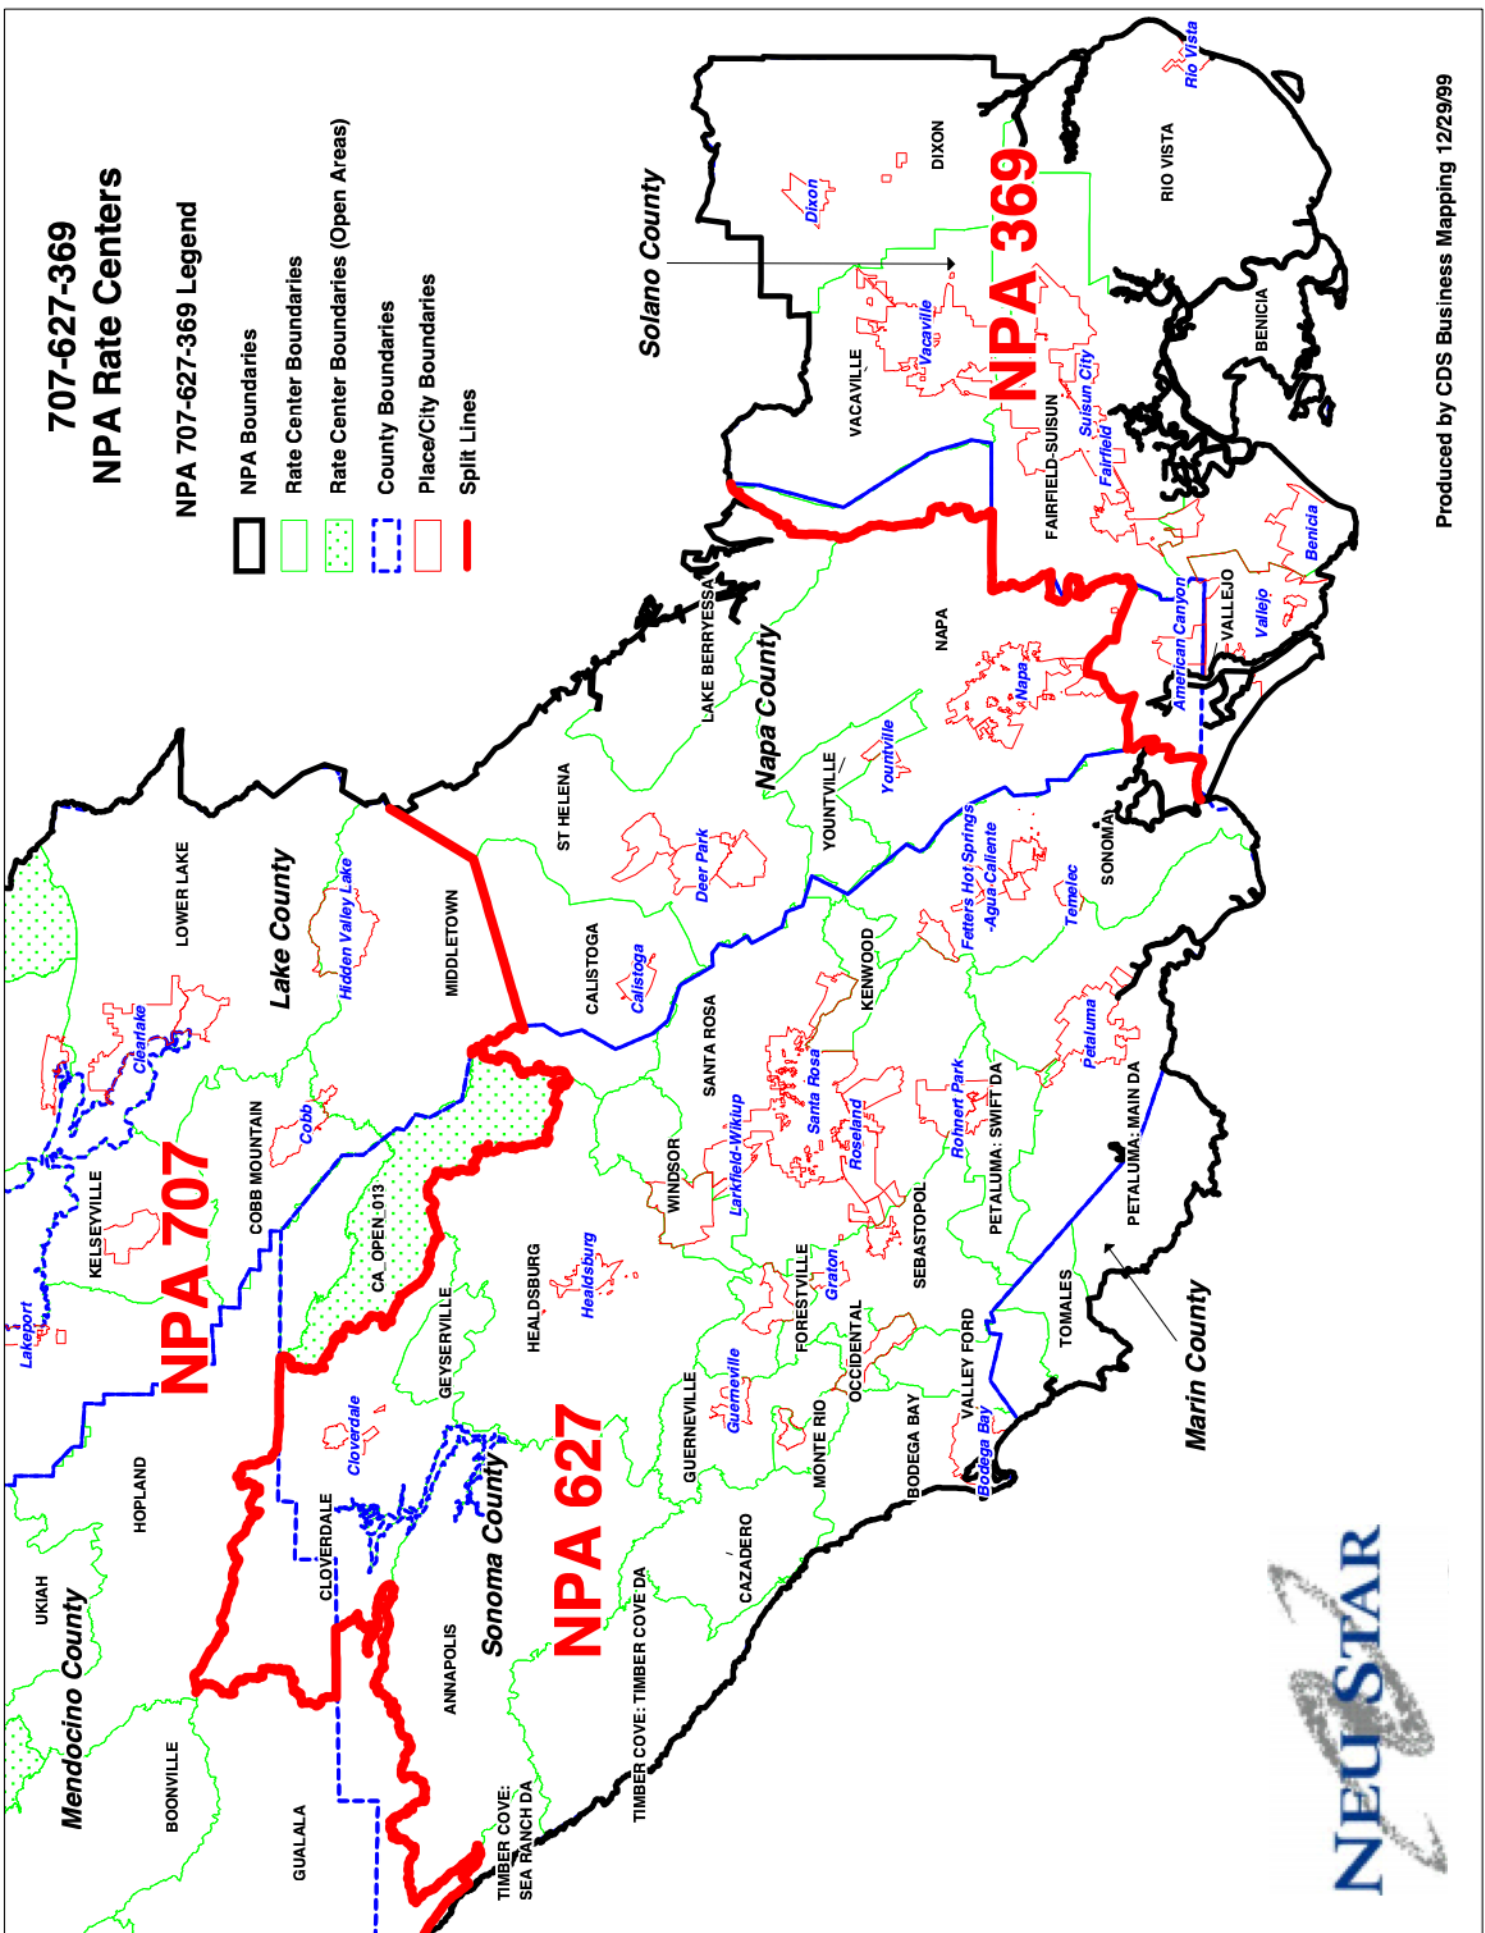 707-627-369
NPA Rate Centers
NPA 707-627-369 Legend
NPA Boundaries
Rate Center Boundaries
Rate Center Boundaries (Open Areas)
County Boundaries
Place/City Boundaries
Split Lines
Mendocino County
UKIAH
HOPLAND
BOONVILLE
GUALALA
Lakeport
KELSEYVILLE
NPA 707
COBB MOUNTAIN
Cobb
Clearlake
LOWER LAKE
Lake County
Hidden Valley Lake
MIDDLETOWN
CA_OPEN_013
CLOVERDALE
Cloverdale
GEYSERVILLE
ANNAPOLIS
Sonoma County
NPA 627
TIMBER COVE:
SEA RANCH DA
TIMBER COVE: TIMBER COVE DA
HEALDSBURG
Healdsburg
CAZADERO
GUERNEVILLE
Guerneville
MONTE RIO
OCCIDENTAL
FORESTVILLE
Graton
WINDSOR
Larkfield-Wikiup
SANTA ROSA
Santa Rosa
Roseland
SEBASTOPOL
Rohnert Park
KENWOOD
BODEGA BAY
Bodega Bay
VALLEY FORD
TOMALES
Marin County
PETALUMA: SWIFT DA
PETALUMA: MAIN DA
Petaluma
CALISTOGA
Calistoga
ST HELENA
Deer Park
LAKE BERRYESSA
Napa County
YOUNTVILLE
Yountville
NAPA
Napa
Fetters Hot Springs
-Agua Caliente
Temelec
SONOMA
American Canyon
VALLEJO
Vallejo
Solano County
NPA 369
DIXON
Dixon
VACAVILLE
Vacaville
FAIRFIELD-SUISUN
Suisun City
Fairfield
BENICIA
Benicia
RIO VISTA
Rio Vista
NEUSTAR
Produced by CDS Business Mapping 12/29/99